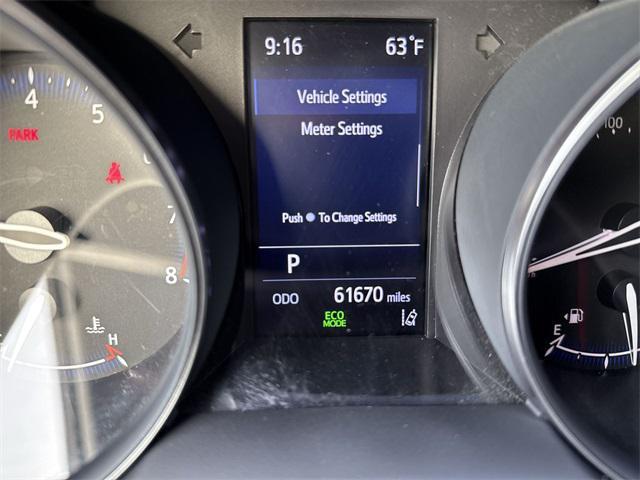 9:16 63°F
Vehicle Settings
Meter Settings
Push To Change Settings
P
ODO 61670 miles
ECO
MODE
4
5
PARK
7
8
H
100
E